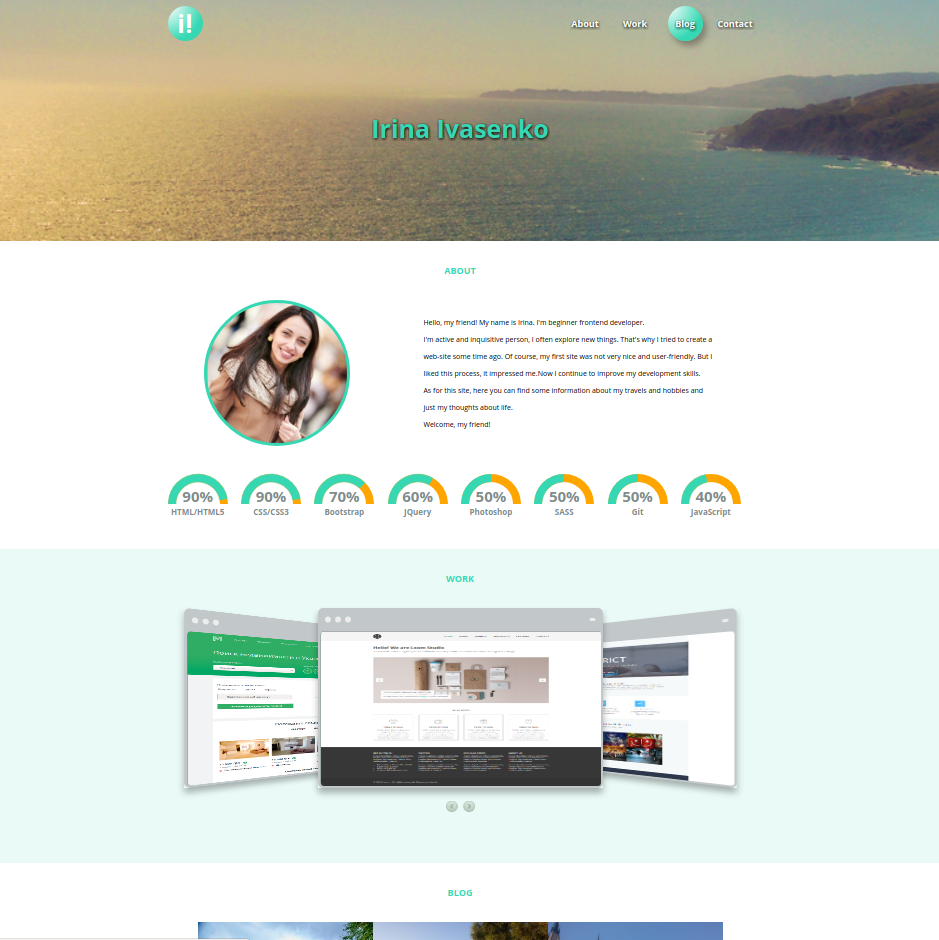 i!
About Work Blog Contact
Irina Ivasenko
ABOUT
Hello, my friend! My name is Irina. I'm beginner frontend developer.
I'm active and inquisitive person, I often explore new things. That's why I tried to create a
web-site some time ago. Of course, my first site was not very nice and user-friendly. But I
liked this process, it impressed me.Now I continue to improve my development skills.
As for this site, here you can find some information about my travels and hobbies and
just my thoughts about life.
Welcome, my friend!
90% 90% 70% 60% 50% 50% 50% 40%
HTML/HTML5 CSS/CSS3 Bootstrap JQuery Photoshop SASS Git JavaScript
WORK
Hello! We are Loom Studio
RICT
BLOG